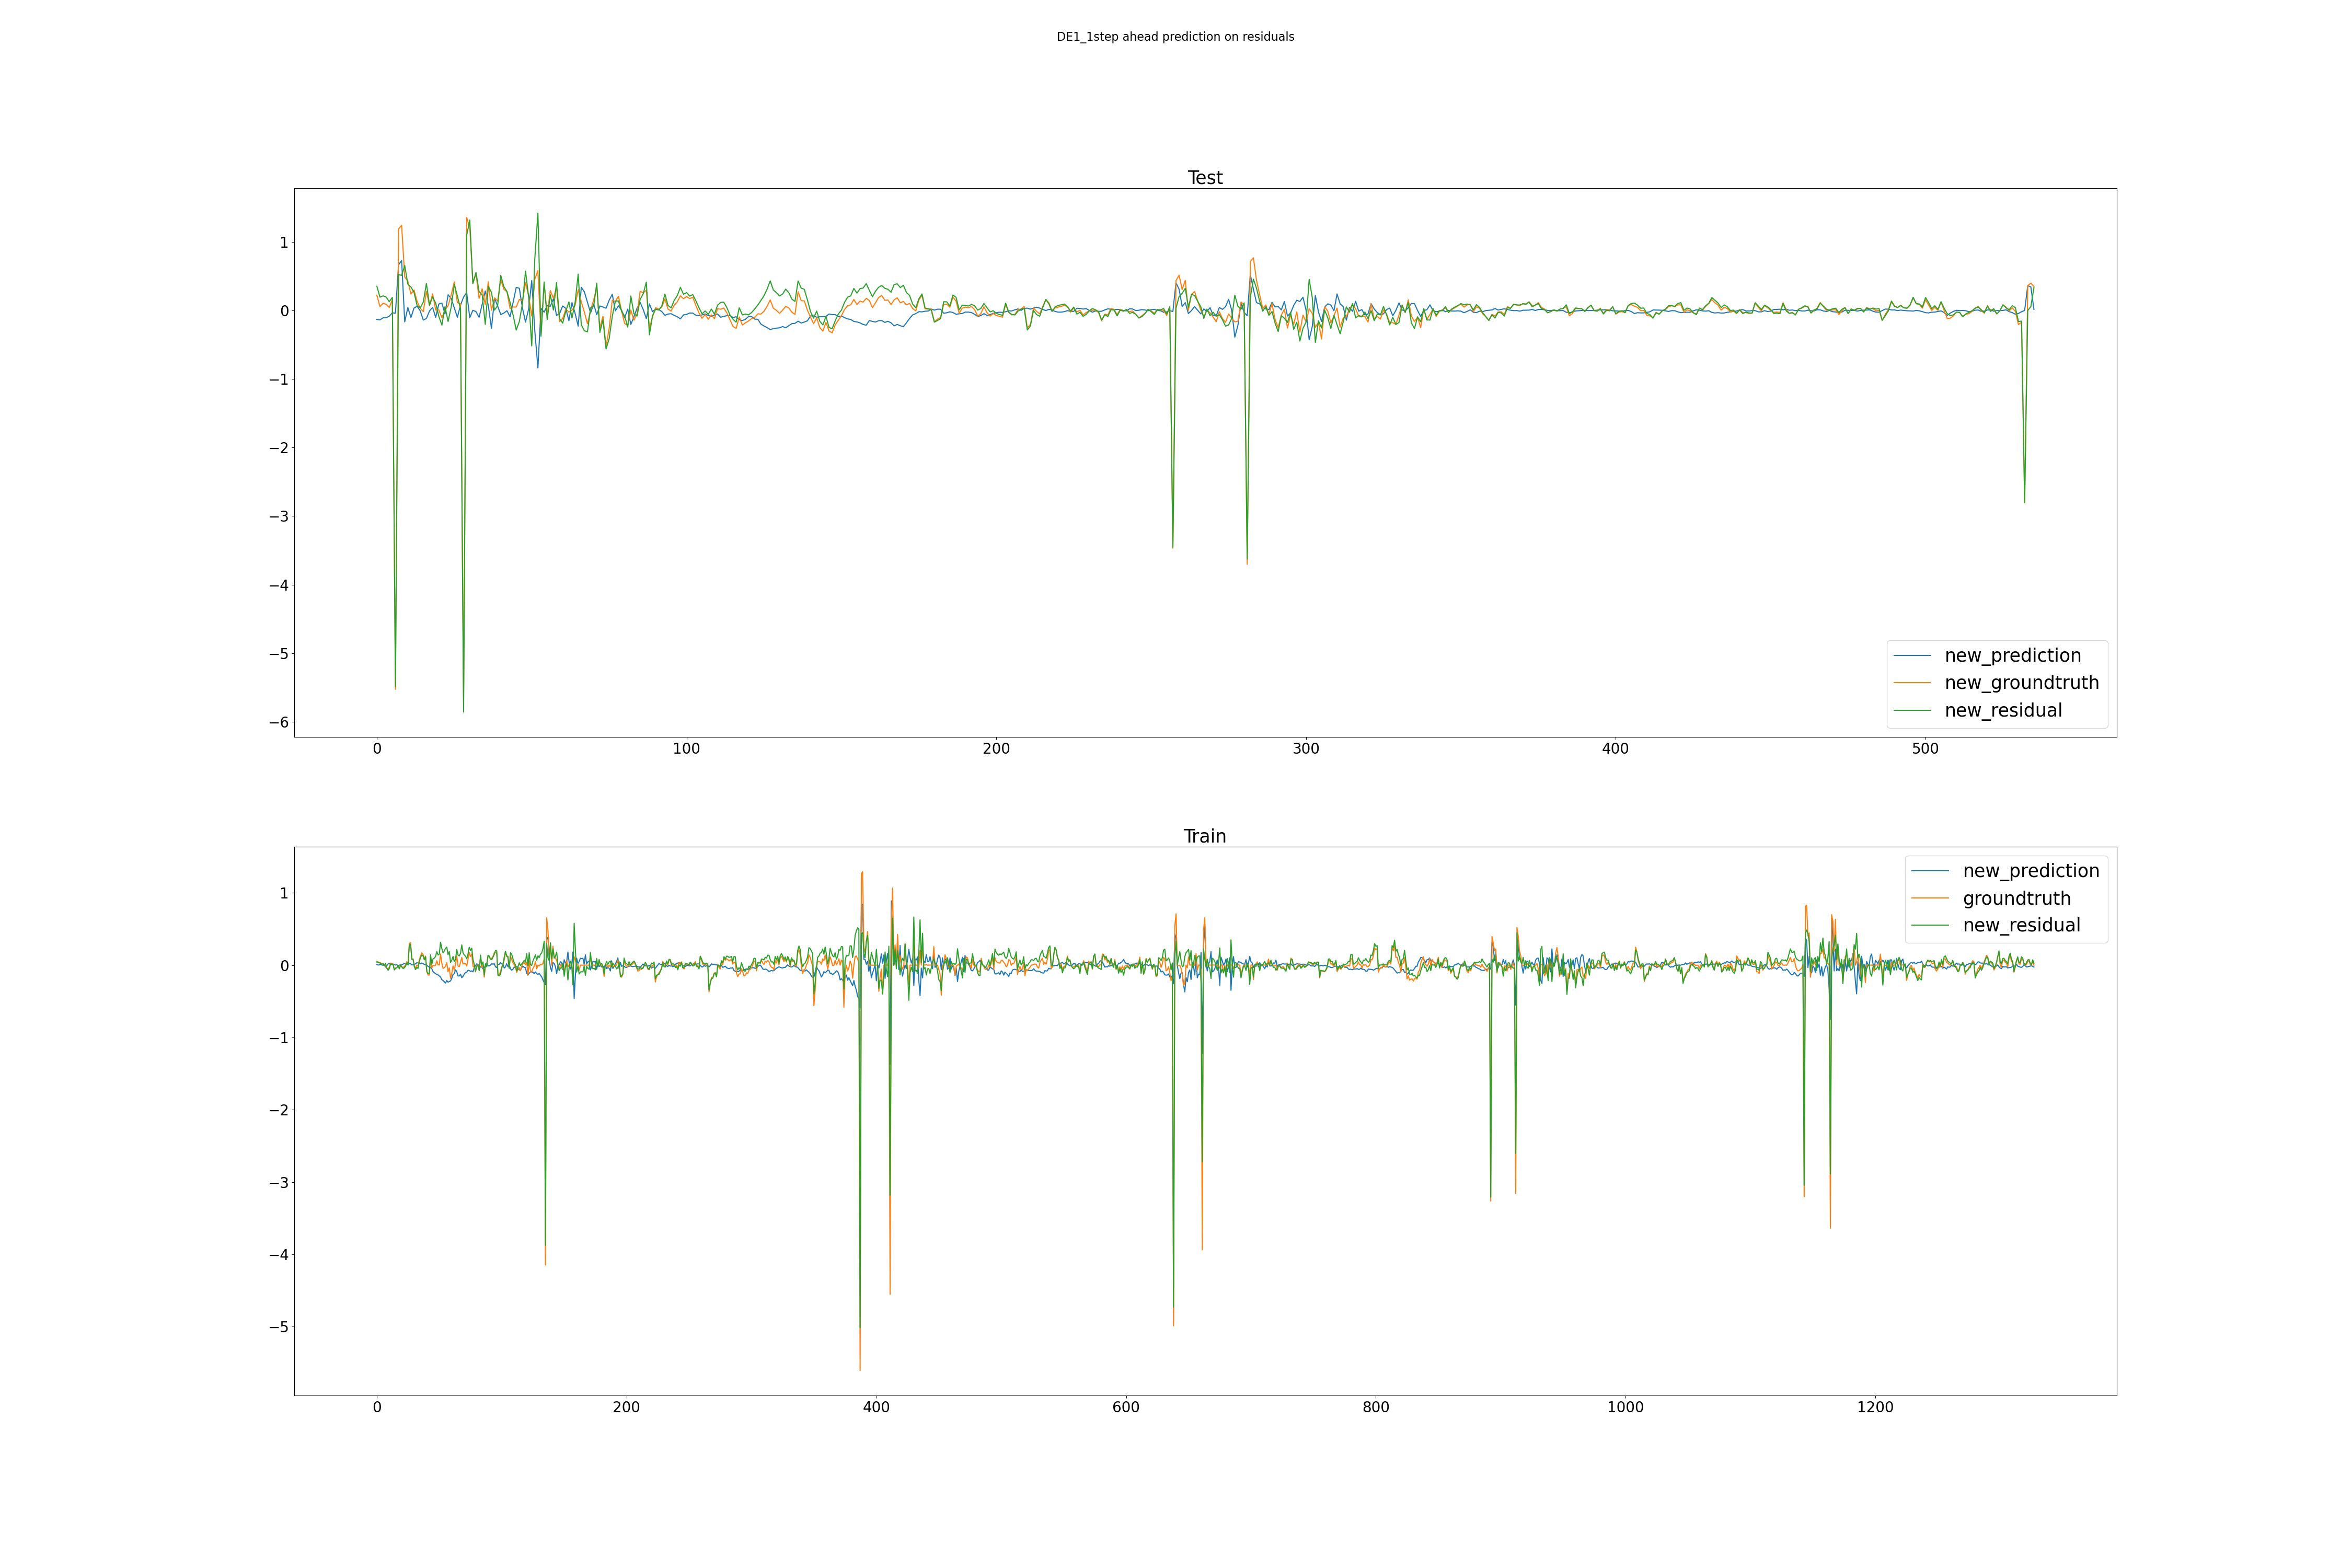 DE1_1step ahead prediction on residuals
Test
1
0
−1
−2
−3
−4
−5
−6
0 100 200 300 400 500
new_prediction
new_groundtruth
new_residual
Train
1
0
−1
−2
−3
−4
−5
0 200 400 600 800 1000 1200
new_prediction
groundtruth
new_residual